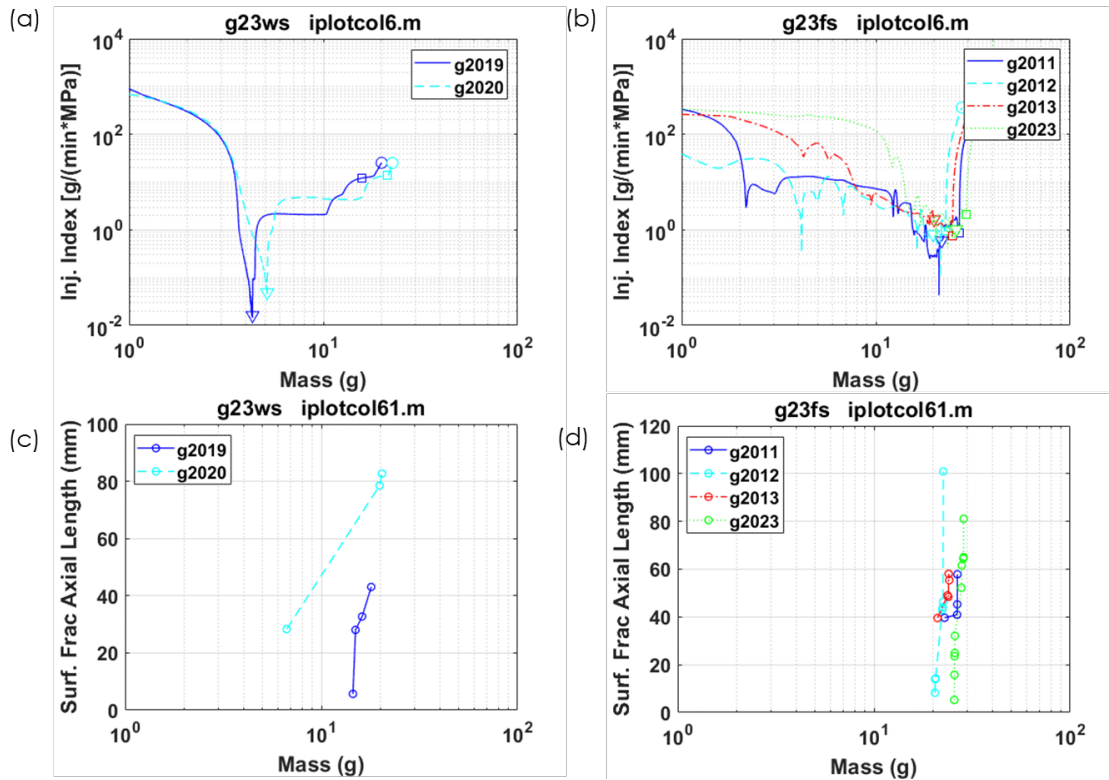 (a)
g23ws iplotcol6.m
Inj. Index [g/(min*MPa)]
10^4
10^2
10^0
10^-2
g2019
g2020
10^0
10^1
10^2
Mass (g)
(b)
g23fs iplotcol6.m
Inj. Index [g/(min*MPa)]
10^4
10^2
10^0
10^-2
g2011
g2012
g2013
g2023
10^0
10^1
10^2
Mass (g)
(c)
g23ws iplotcol61.m
Surf. Frac Axial Length (mm)
100
80
60
40
20
0
g2019
g2020
10^0
10^1
10^2
Mass (g)
(d)
g23fs iplotcol61.m
Surf. Frac Axial Length (mm)
120
100
80
60
40
20
0
g2011
g2012
g2013
g2023
10^0
10^1
10^2
Mass (g)